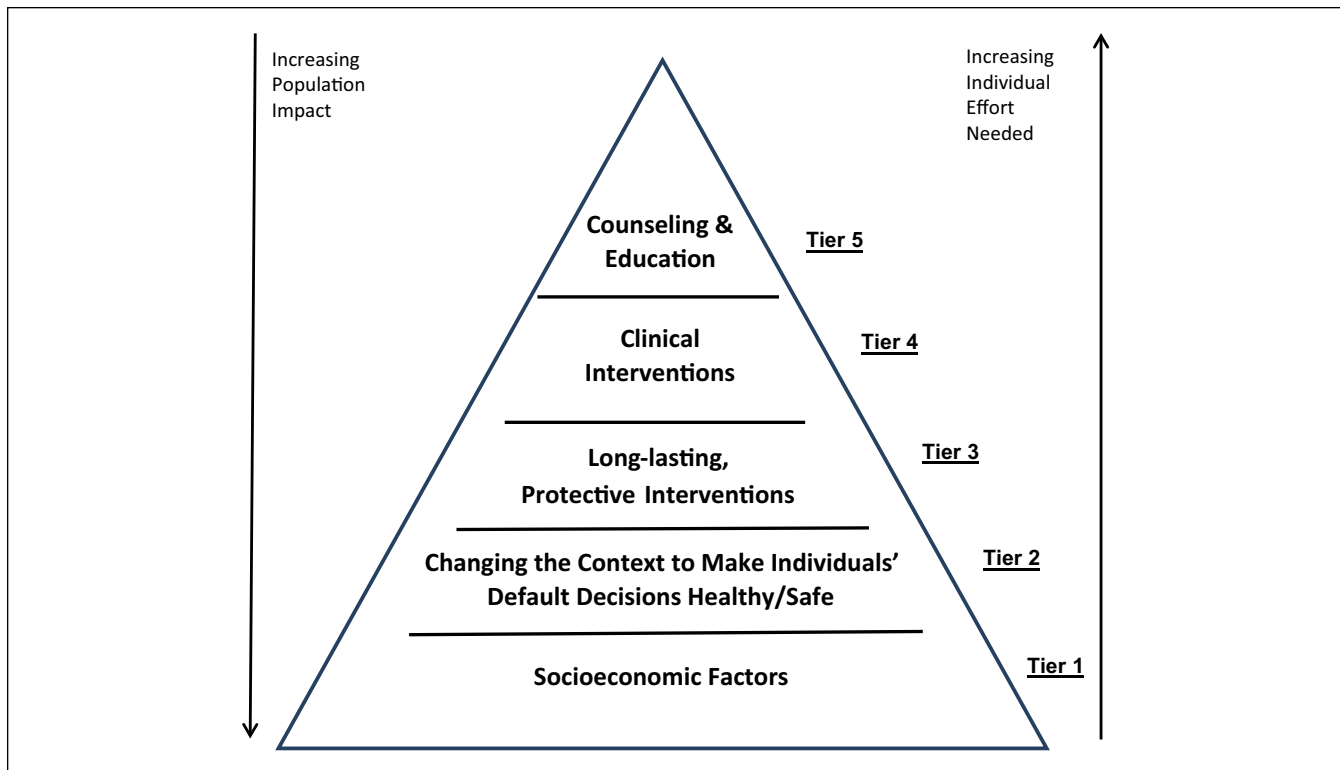 Increasing
Population
Impact
Increasing
Individual
Effort
Needed
Counseling &
Education
Tier 5
Clinical
Interventions
Tier 4
Long-lasting,
Protective Interventions
Tier 3
Changing the Context to Make Individuals’
Default Decisions Healthy/Safe
Tier 2
Socioeconomic Factors
Tier 1